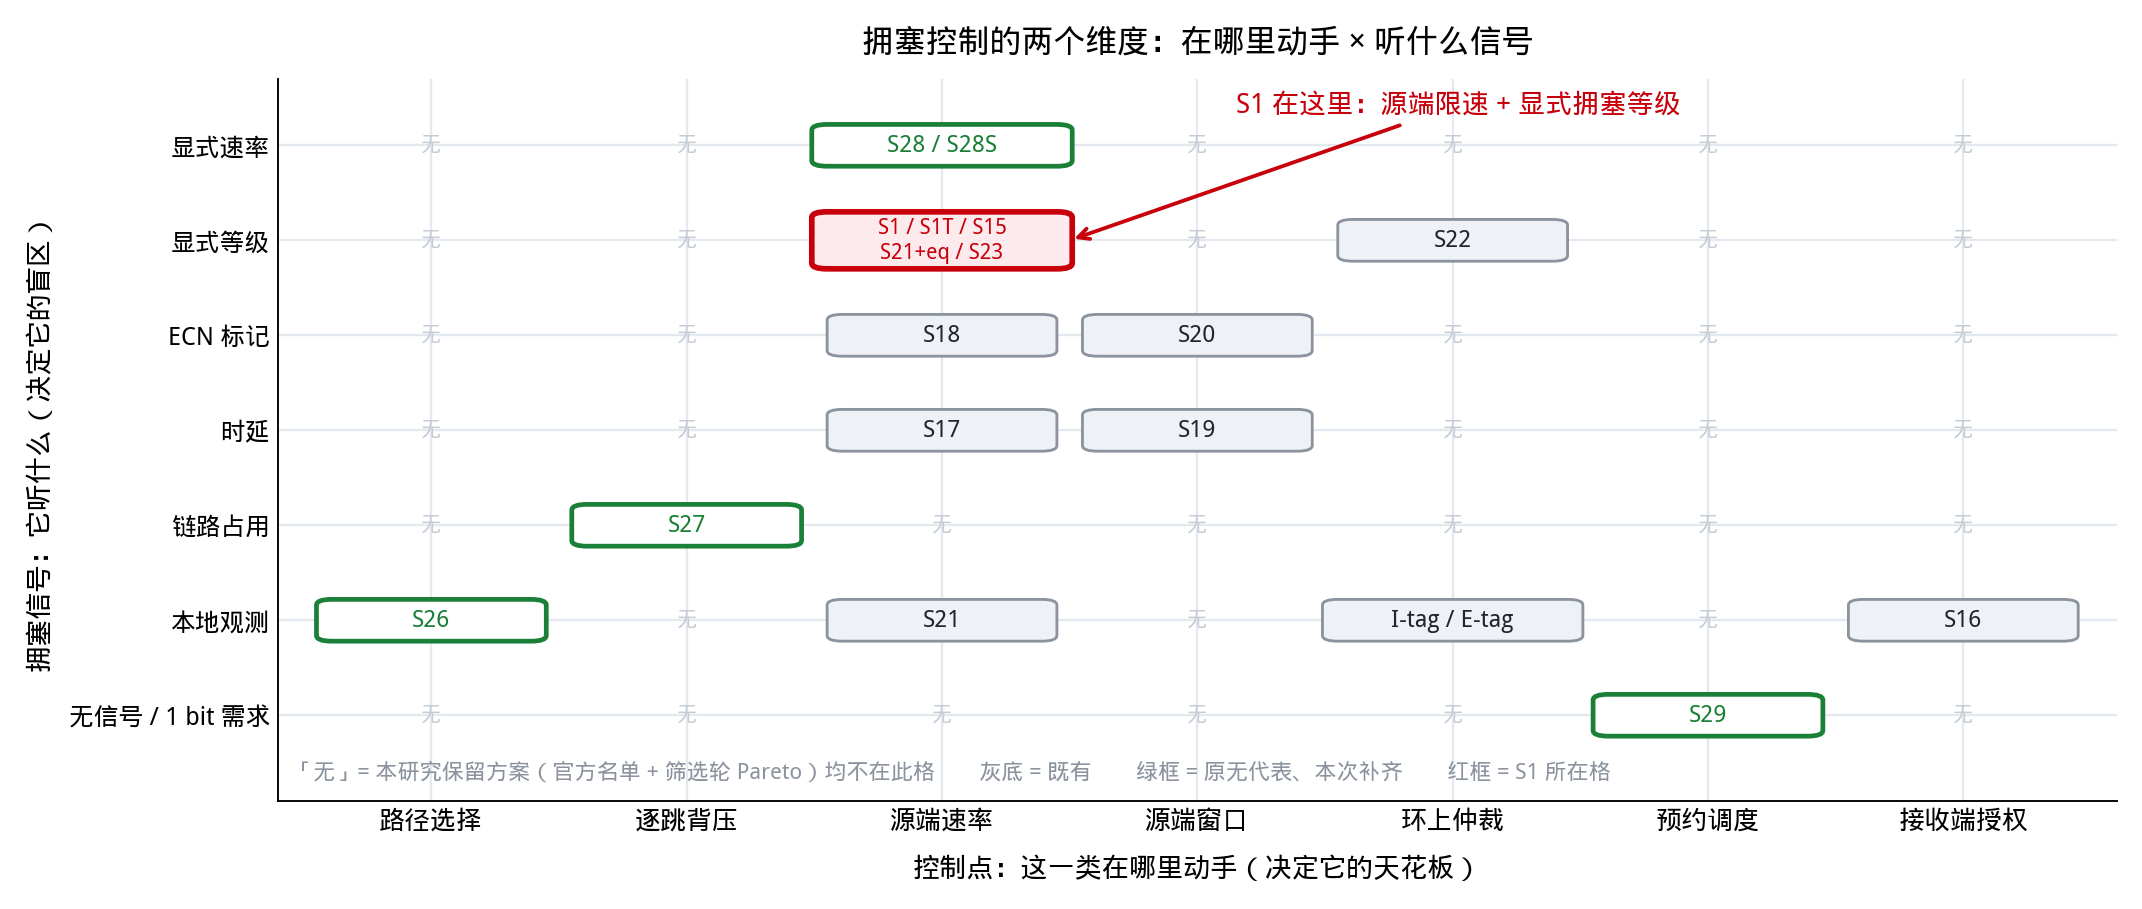 拥塞控制的两个维度：在哪里动手 × 听什么信号
S1 在这里：源端限速 + 显式拥塞等级
拥塞信号：它听什么（决定它的盲区）
显式速率
无
无
S28 / S28S
无
无
无
无
显式等级
无
无
S1 / S1T / S15
S21+eq / S23
无
S22
无
无
ECN 标记
无
无
S18
S20
无
无
无
时延
无
无
S17
S19
无
无
无
链路占用
无
S27
无
无
无
无
无
本地观测
S26
无
S21
无
I-tag / E-tag
无
S16
无信号 / 1 bit 需求
无
无
无
无
无
S29
无
「无」= 本研究保留方案（官方名单 + 筛选轮 Pareto）均不在此格 灰底 = 既有 绿框 = 原无代表、本次补齐 红框 = S1 所在格
路径选择
逐跳背压
源端速率
源端窗口
环上仲裁
预约调度
接收端授权
控制点：这一类在哪里动手（决定它的天花板）